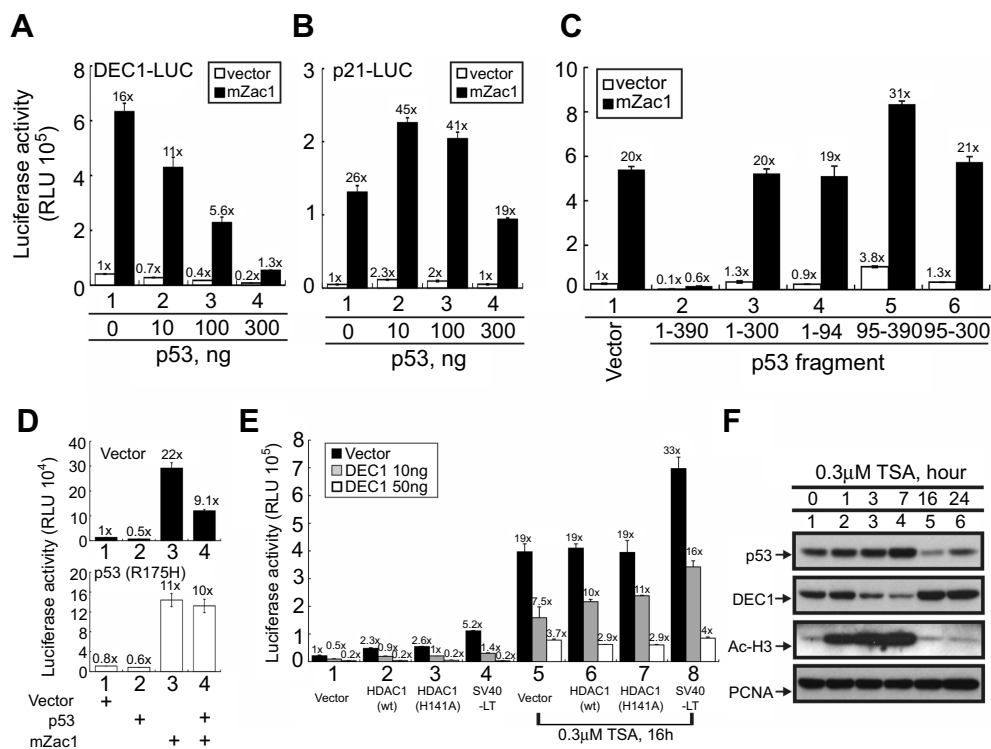 A
DEC1-LUC
vector
mZac1
Luciferase activity
(RLU 10⁵)
8
6
4
2
0
16x
11x
5.6x
1.3x
1x
0.7x
0.4x
0.2x
1 2 3 4
0 10 100 300
p53, ng
B
p21-LUC
vector
mZac1
3
2
1
0
26x
45x
41x
19x
1x
2.3x
2x
1x
1 2 3 4
0 10 100 300
p53, ng
C
vector
mZac1
10
8
6
4
2
0
1x 20x
0.1x 0.6x
1.3x 20x
0.9x 19x
3.8x 31x
1.3x 21x
1 2 3 4 5 6
Vector 1-390 1-300 1-94 95-390 95-300
p53 fragment
D
Vector
Luciferase activity (RLU 10⁴)
40
30
20
10
0
1x 0.5x 22x 9.1x
1 2 3 4
p53 (R175H)
16
12
8
4
0
0.8x 0.6x 11x 10x
1 2 3 4
Vector +
p53 + +
mZac1 + +
E
Vector
DEC1 10ng
DEC1 50ng
Luciferase activity (RLU 10⁵)
8
7
6
5
4
3
2
1
0
1x 0.5x 0.2x
2.3x 0.9x 0.2x
2.6x 1x 0.2x
5.2x 1.4x 0.2x
19x 7.5x 3.7x
19x 10x 2.9x
19x 11x 2.9x
33x 16x 4x
1 2 3 4 5 6 7 8
Vector HDAC1 HDAC1 SV40 Vector HDAC1 HDAC1 SV40
(wt) (H141A) -LT (wt) (H141A) -LT
0.3µM TSA, 16h
F
0.3µM TSA, hour
0 1 3 7 16 24
1 2 3 4 5 6
p53
DEC1
Ac-H3
PCNA